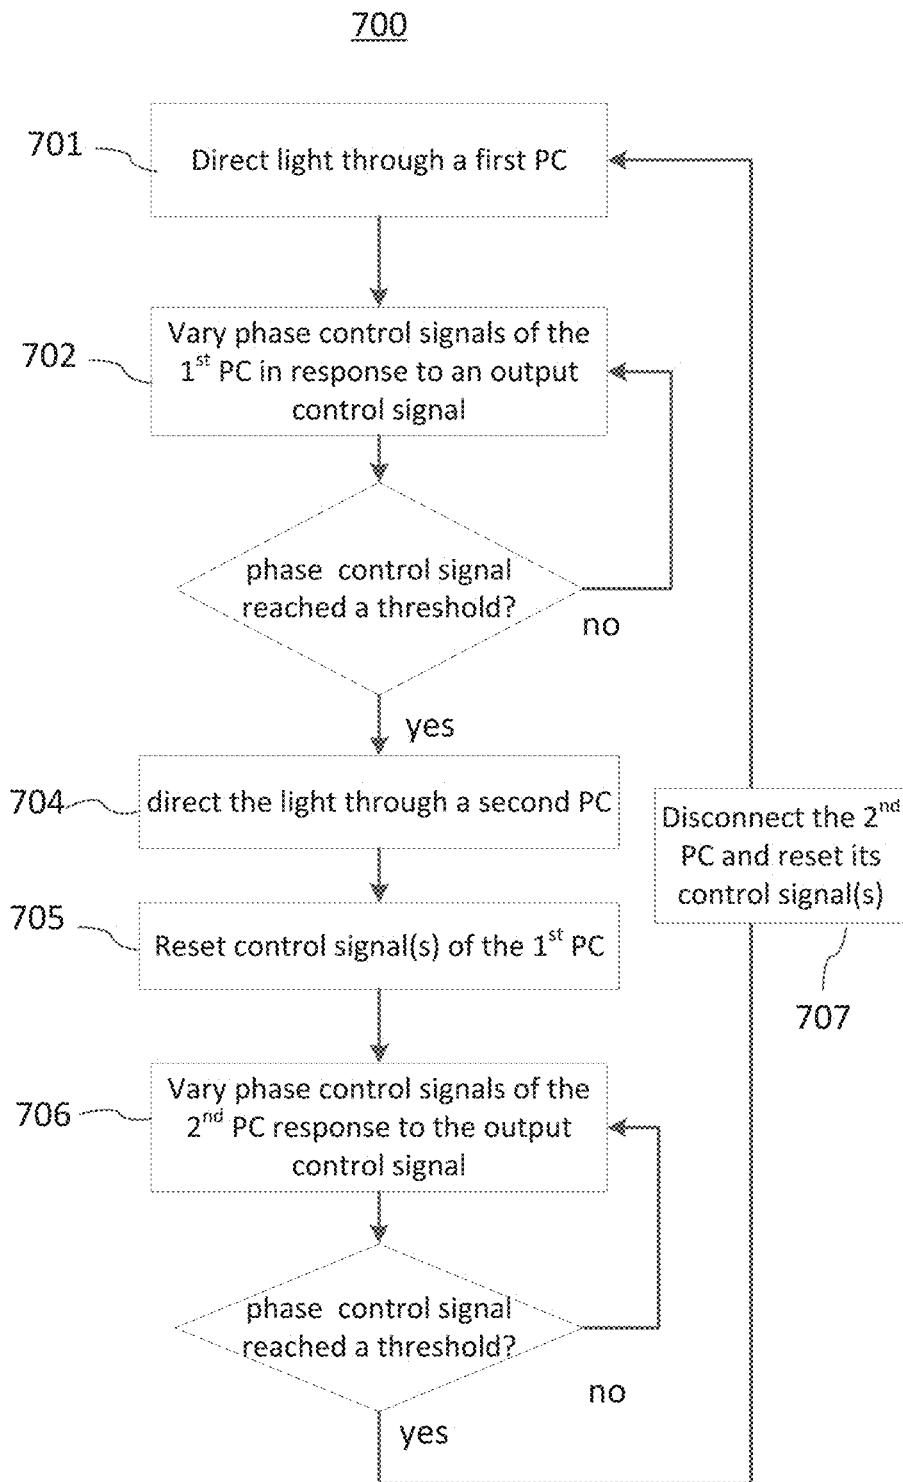 700
701
Direct light through a first PC
702
Vary phase control signals of the
1st PC in response to an output
control signal
phase control signal
reached a threshold?
no
yes
704
direct the light through a second PC
705
Reset control signal(s) of the 1st PC
Disconnect the 2nd
PC and reset its
control signal(s)
707
706
Vary phase control signals of the
2nd PC response to the output
control signal
phase control signal
reached a threshold?
no
yes